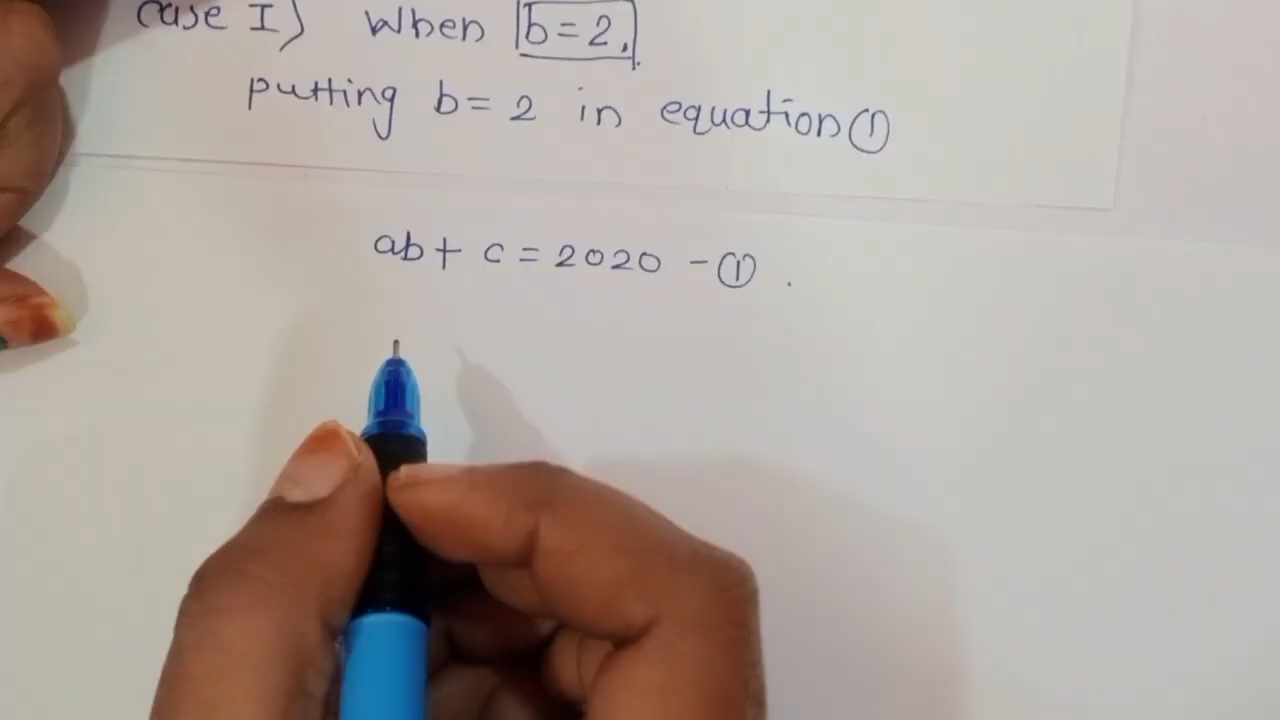 case I) When b=2.
putting b=2 in equation ①
ab+ c = 2020 -① .